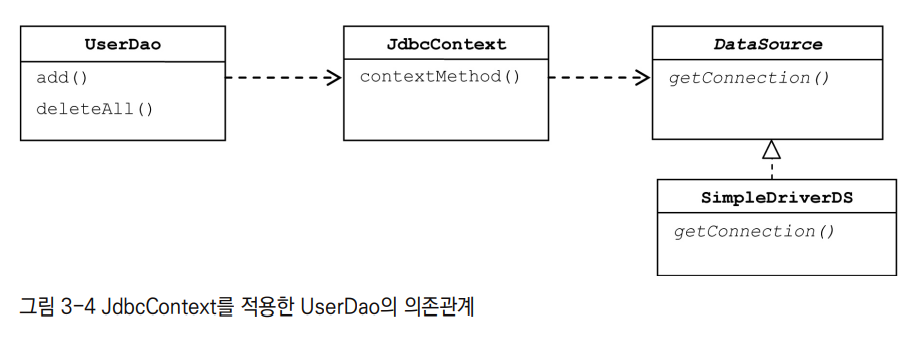 UserDao
add()
deleteAll()
JdbcContext
contextMethod()
DataSource
getConnection()
SimpleDriverDS
getConnection()
그림 3-4 JdbcContext를 적용한 UserDao의 의존관계